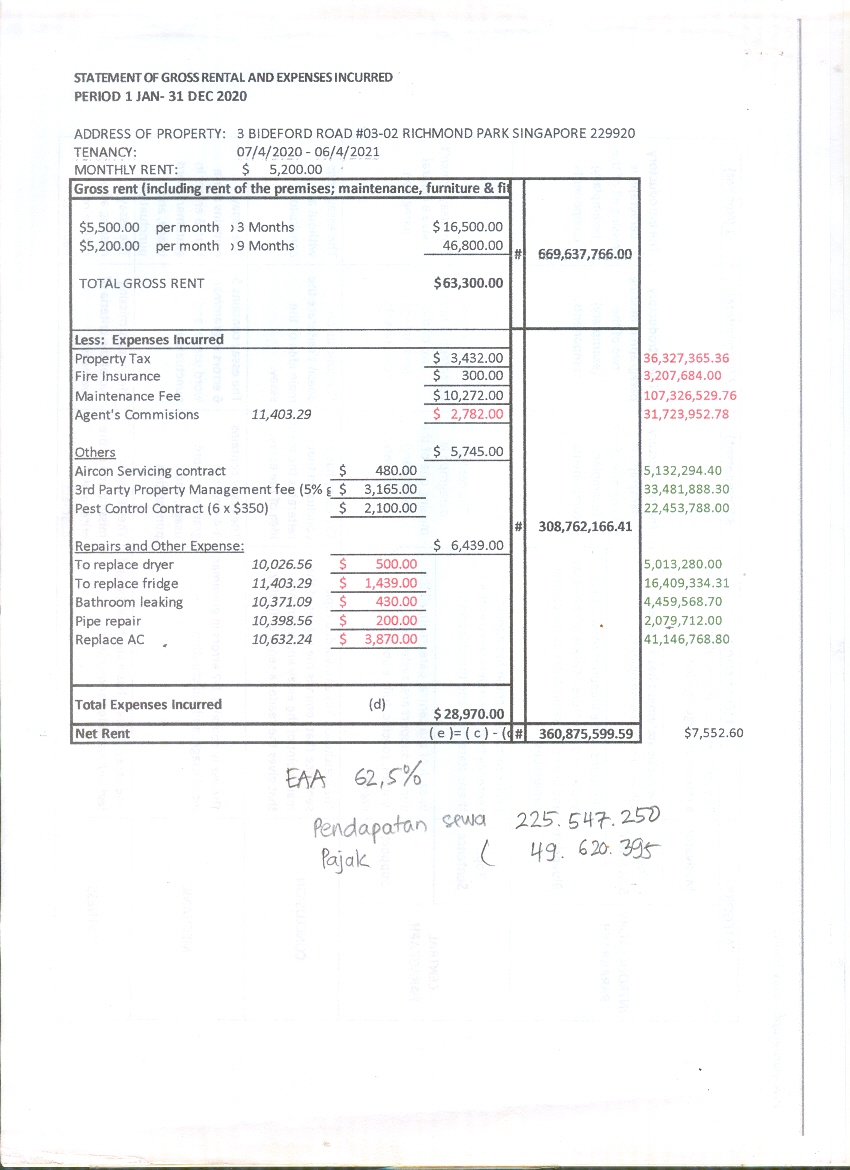 STATEMENT OF GROSS RENTAL AND EXPENSES INCURRED
PERIOD 1 JAN- 31 DEC 2020
ADDRESS OF PROPERTY: 3 BIDEFORD ROAD #03-02 RICHMOND PARK SINGAPORE 229920
TENANCY: 07/4/2020 - 06/4/2021
MONTHLY RENT: $ 5,200.00
Gross rent (including rent of the premises; maintenance, furniture & fit
$5,500.00 per month 3 Months $ 16,500.00
$5,200.00 per month 9 Months 46,800.00
# 669,637,766.00
TOTAL GROSS RENT $63,300.00
Less: Expenses Incurred
Property Tax $ 3,432.00 36,327,365.36
Fire Insurance $ 300.00 3,207,684.00
Maintenance Fee $ 10,272.00 107,326,529.76
Agent's Commisions 11,403.29 $ 2,782.00 31,723,952.78
Others $ 5,745.00
Aircon Servicing contract $ 480.00 5,132,294.40
3rd Party Property Management fee (5% g $ 3,165.00 33,481,888.30
Pest Control Contract (6 x $350) $ 2,100.00 22,453,788.00
# 308,762,166.41
Repairs and Other Expense: $ 6,439.00
To replace dryer 10,026.56 $ 500.00 5,013,280.00
To replace fridge 11,403.29 $ 1,439.00 16,409,334.31
Bathroom leaking 10,371.09 $ 430.00 4,459,568.70
Pipe repair 10,398.56 $ 200.00 2,079,712.00
Replace AC 10,632.24 $ 3,870.00 41,146,768.80
Total Expenses Incurred (d) $ 28,970.00
Net Rent ( e )= ( c ) - (d # 360,875,599.59 $7,552.60
EAA 62,5%
Pendapatan sewa 225.547.250
Pajak ( 49.620.395